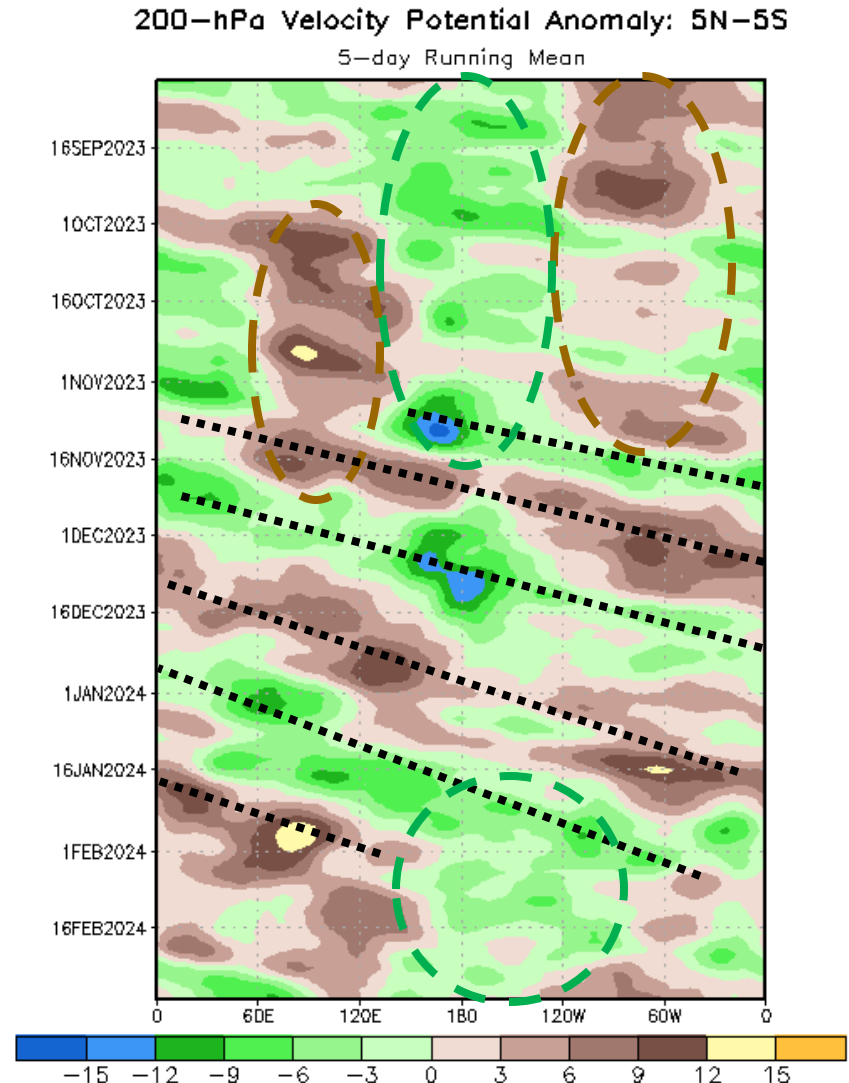 200-hPa Velocity Potential Anomaly: 5N-5S
5-day Running Mean
16SEP2023
1OCT2023
16OCT2023
1NOV2023
16NOV2023
1DEC2023
16DEC2023
1JAN2024
16JAN2024
1FEB2024
16FEB2024
0 60E 120E 180 120W 60W 0
-15 -12 -9 -6 -3 0 3 6 9 12 15